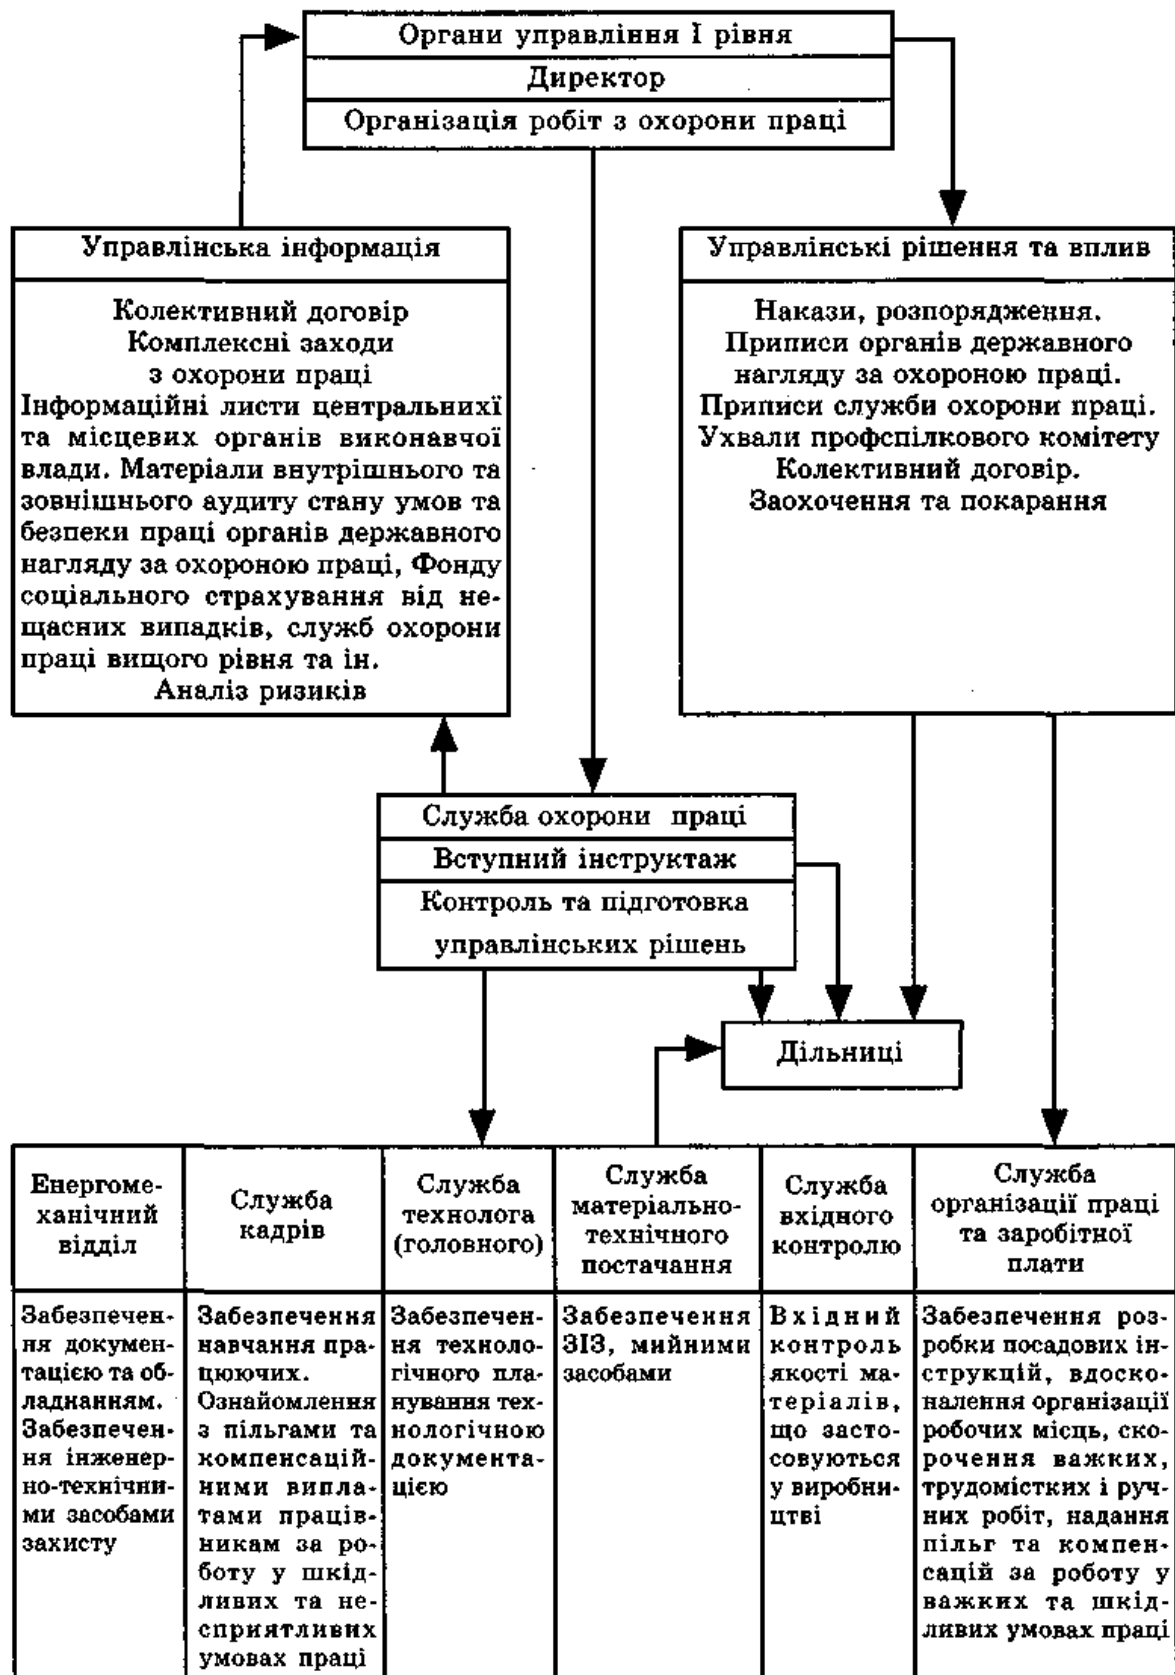 Органи управління І рівня
Директор
Організація робіт з охорони праці
Управлінська інформація
Колективний договір
Комплексні заходи
з охорони праці
Інформаційні листи центральнихї
та місцевих органів виконавчої
влади. Матеріали внутрішнього та
зовнішнього аудиту стану умов та
безпеки праці органів державного
нагляду за охороною праці, Фонду
соціального страхування від не-
щасних випадків, служб охорони
праці вищого рівня та ін.
Аналіз ризиків
Управлінські рішення та вплив
Накази, розпорядження.
Приписи органів державного
нагляду за охороною праці.
Приписи служби охорони праці.
Ухвали профспілкового комітету
Колективний договір.
Заохочення та покарання
Служба охорони праці
Вступний інструктаж
Контроль та підготовка
управлінських рішень
Дільниці
Енергоме-
ханічний
відділ
Служба
кадрів
Служба
технолога
(головного)
Служба
матеріально-
технічного
постачання
Служба
вхідного
контролю
Служба
організації праці
та заробітної
плати
Забезпечен-
ня докумен-
тацією та об-
ладнанням.
Забезпечен-
ня інженер-
но-технічни-
ми засобами
захисту
Забезпечення
навчання пра-
цюючих.
Ознайомлення
з пільгами та
компенсацій-
ними випла-
тами праців-
никам за ро-
боту у шкід-
ливих та не-
сприятливих
умовах праці
Забезпечен-
ня техноло-
гічного пла-
нування тех-
нологічною
документа-
цією
Забезпечення
ЗІЗ, мийними
засобами
Вхідний
контроль
якості ма-
теріалів,
що засто-
совуються
у виробни-
цтві
Забезпечення роз-
робки посадових ін-
струкцій, вдоско-
налення організації
робочих місць, ско-
рочення важких,
трудомістких і руч-
них робіт, надання
пільг та компен-
сацій за роботу у
важких та шкід-
ливих умовах праці